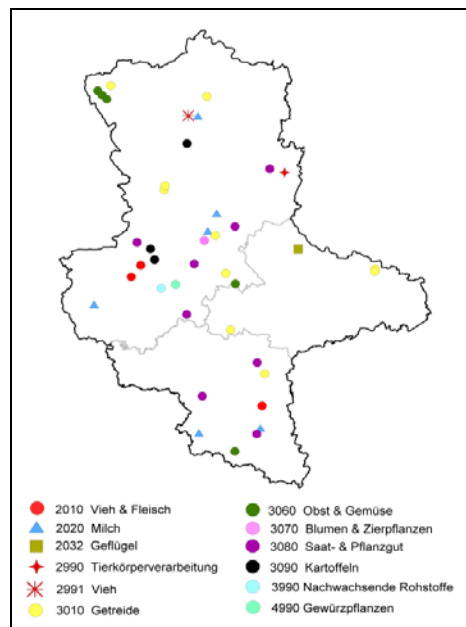 2010 Vieh & Fleisch
2020 Milch
2032 Geflügel
2990 Tierkörperverarbeitung
2991 Vieh
3010 Getreide
3060 Obst & Gemüse
3070 Blumen & Zierpflanzen
3080 Saat- & Pflanzgut
3090 Kartoffeln
3990 Nachwachsende Rohstoffe
4990 Gewürzpflanzen